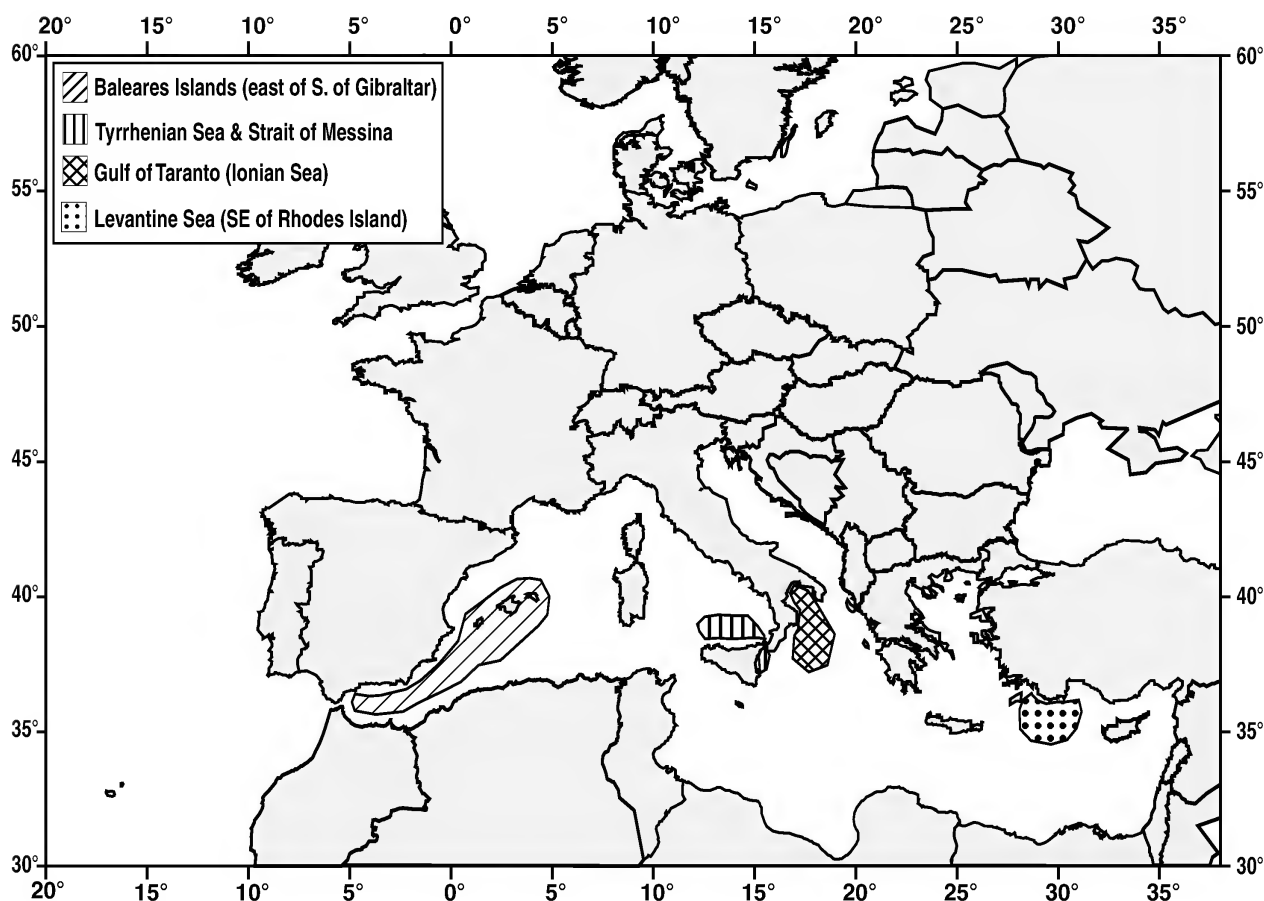 20° 15° 10° 5° 0° 5° 10° 15° 20° 25° 30° 35°
60° 60°
Baleares Islands (east of S. of Gibraltar)
Tyrrhenian Sea & Strait of Messina
Gulf of Taranto (Ionian Sea)
55° 55°
Levantine Sea (SE of Rhodes Island)
50° 50°
45° 45°
40° 40°
35° 35°
30° 30°
20° 15° 10° 5° 0° 5° 10° 15° 20° 25° 30° 35°